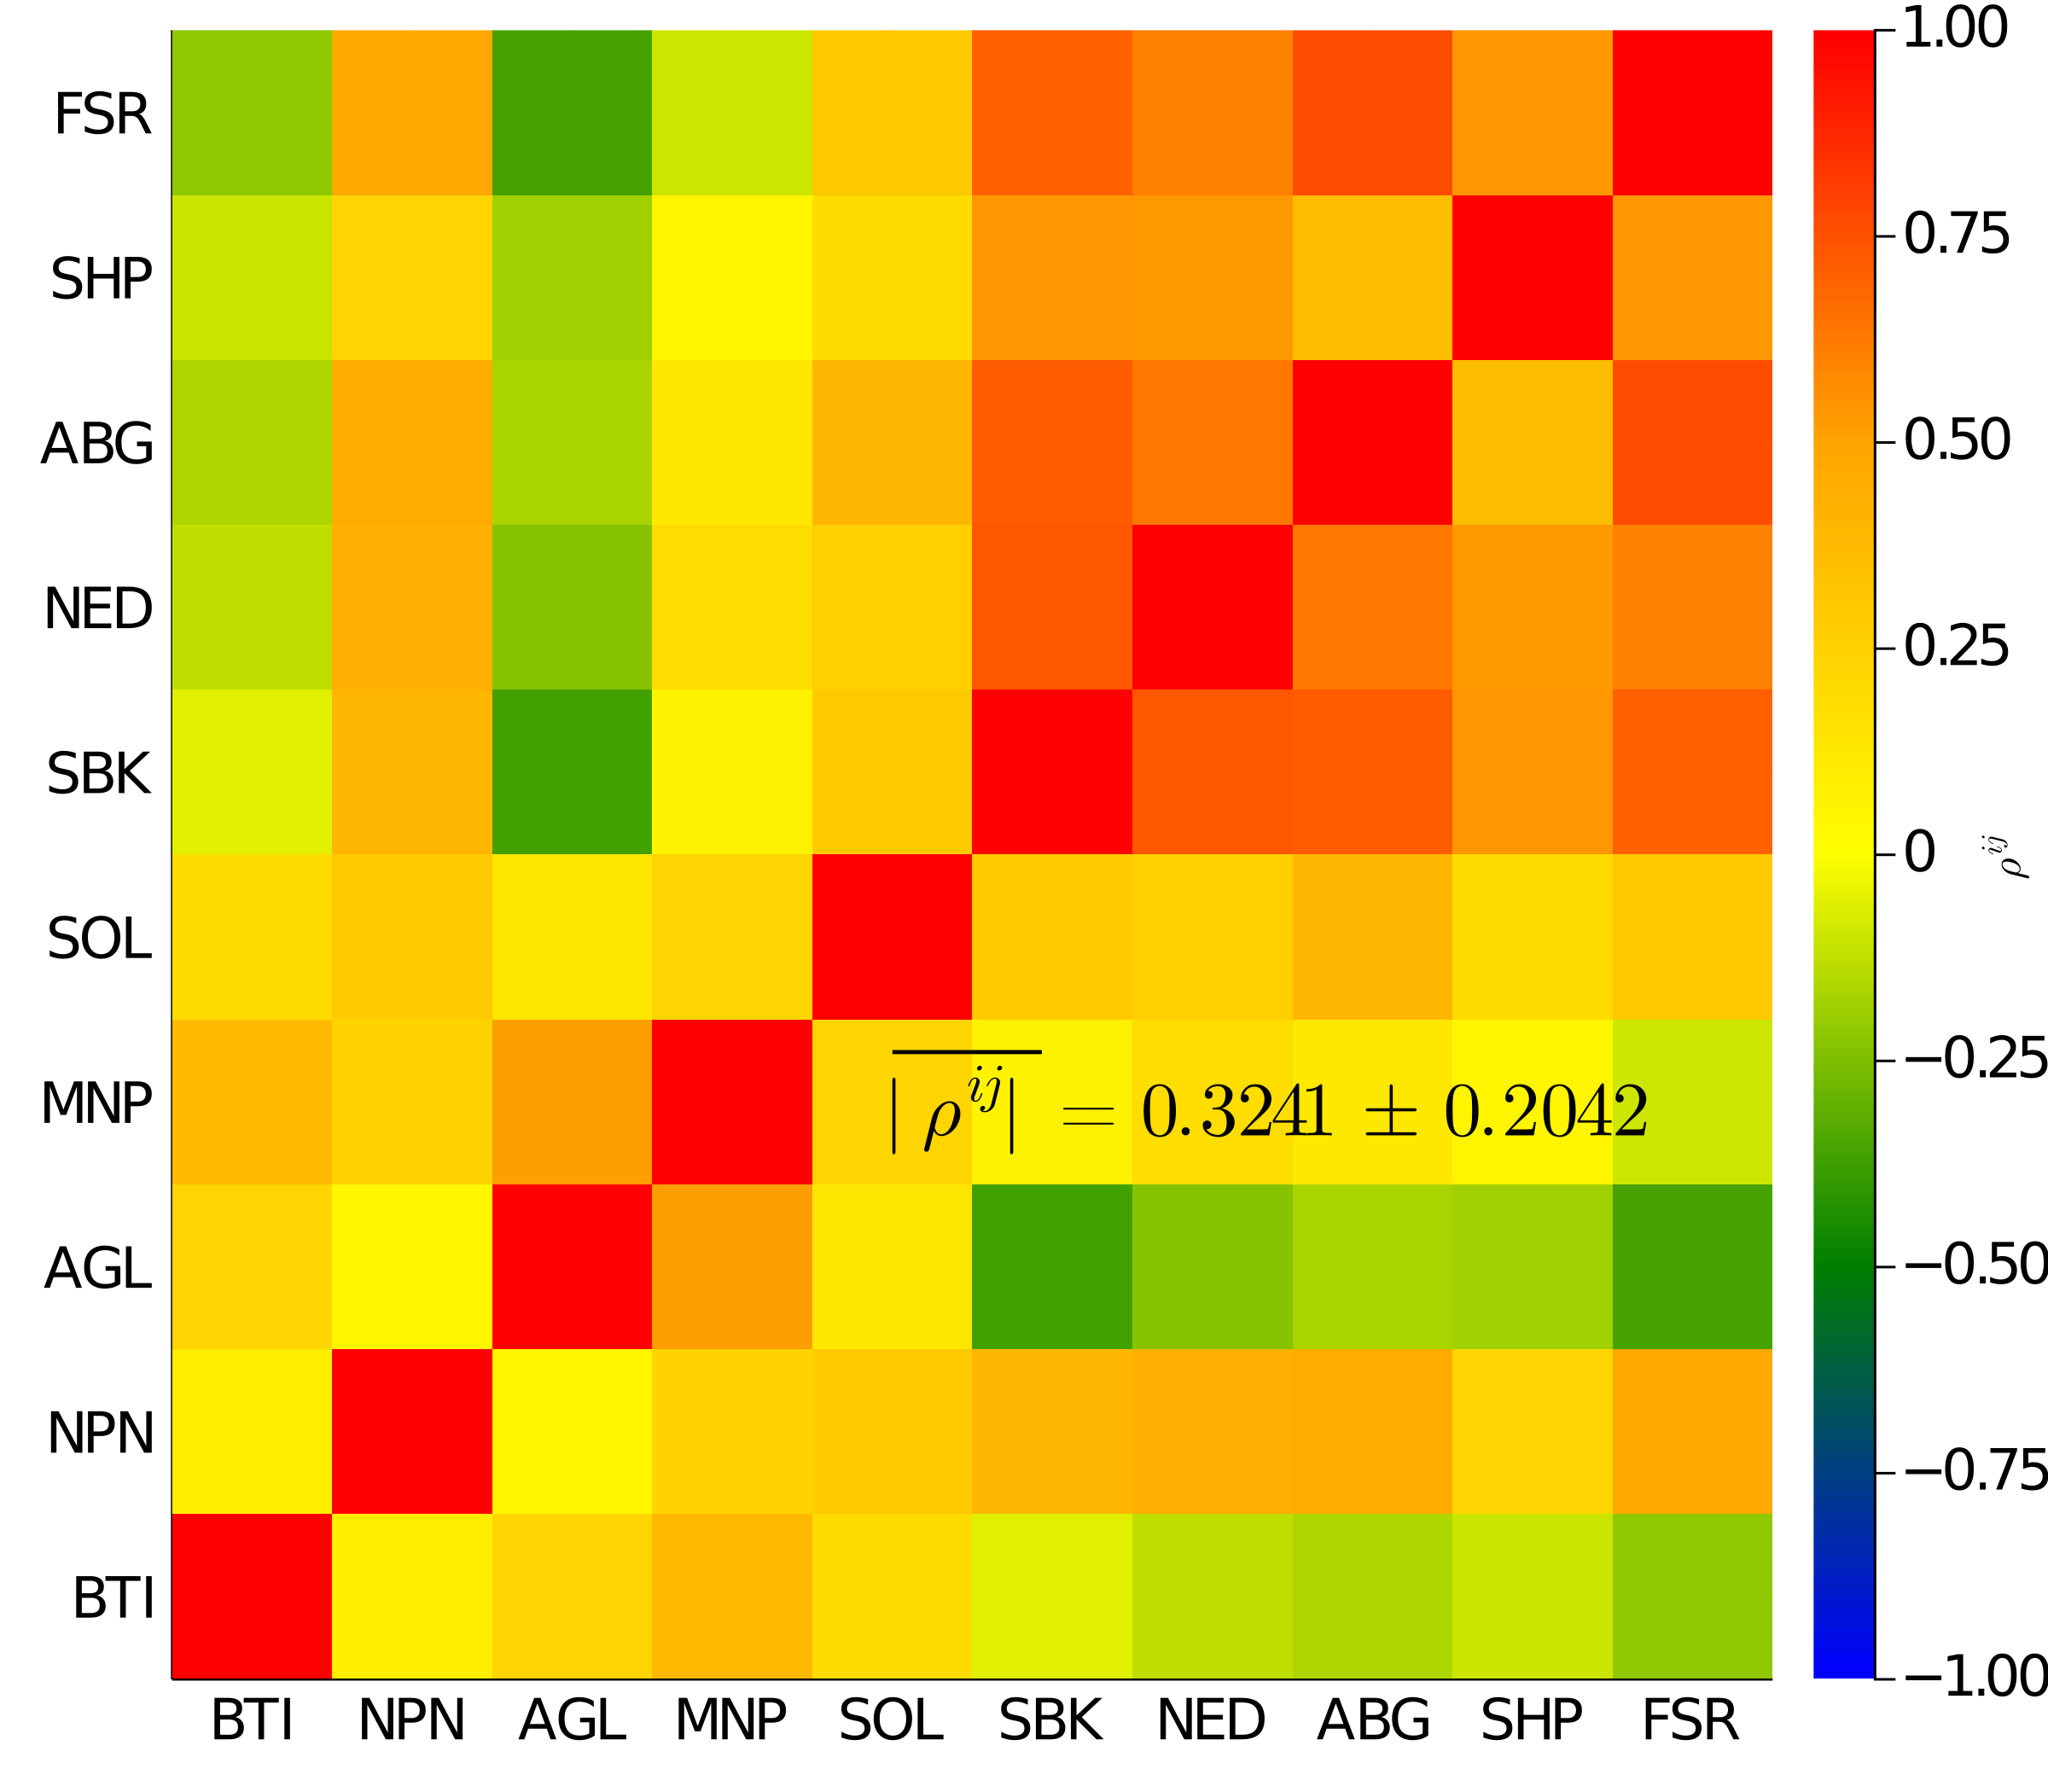 FSR
SHP
ABG
NED
SBK
SOL
MNP
AGL
NPN
BTI
BTI NPN AGL MNP SOL SBK NED ABG SHP FSR
|ρ^{ij}| = 0.3241 ± 0.2042
1.00
0.75
0.50
0.25
0
−0.25
−0.50
−0.75
−1.00
ρ^{ij}